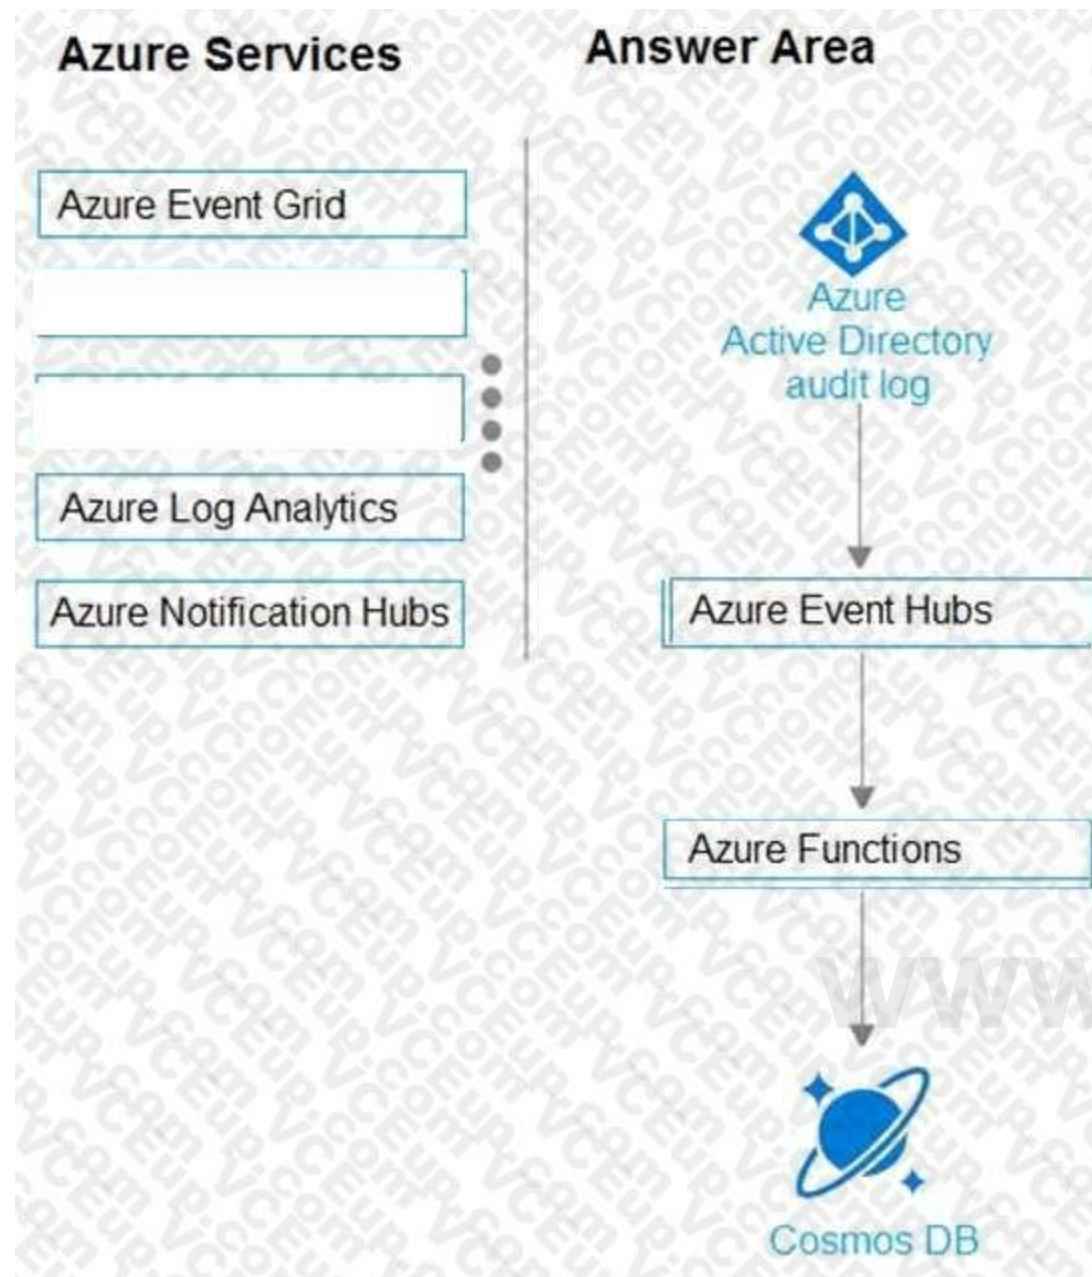 Azure Services
Answer Area
Azure Event Grid
Azure Log Analytics
Azure Notification Hubs
Azure
Active Directory
audit log
Azure Event Hubs
Azure Functions
www
Cosmos DB